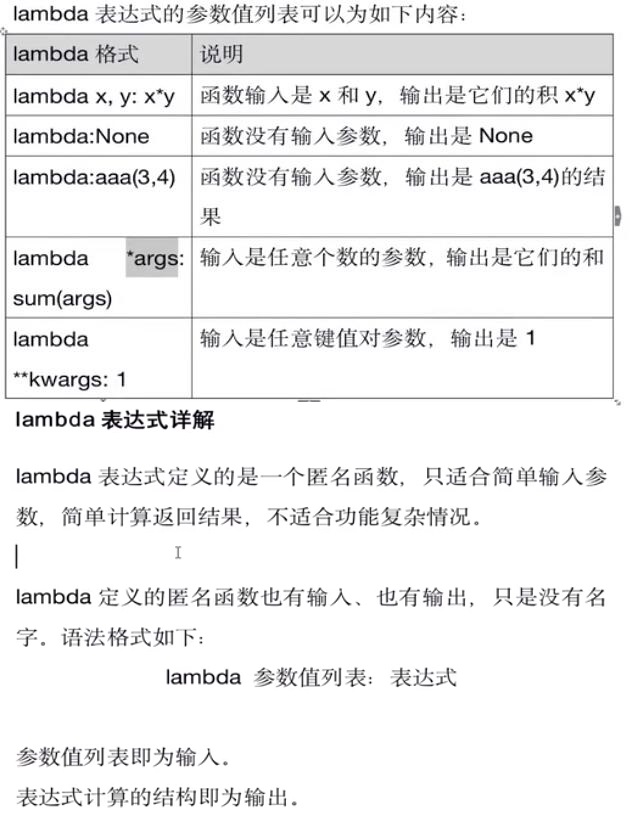 lambda 表达式的参数值列表可以为如下内容：
lambda 格式 说明
lambda x, y: x*y 函数输入是 x 和 y，输出是它们的积 x*y
lambda:None 函数没有输入参数，输出是 None
lambda:aaa(3,4) 函数没有输入参数，输出是 aaa(3,4)的结
果
lambda *args: 输入是任意个数的参数，输出是它们的和
sum(args)
lambda 输入是任意键值对参数，输出是 1
**kwargs: 1
lambda 表达式详解
lambda 表达式定义的是一个匿名函数，只适合简单输入参
数，简单计算返回结果，不适合功能复杂情况。
lambda 定义的匿名函数也有输入、也有输出，只是没有名
字。语法格式如下：
lambda 参数值列表：表达式
参数值列表即为输入。
表达式计算的结构即为输出。